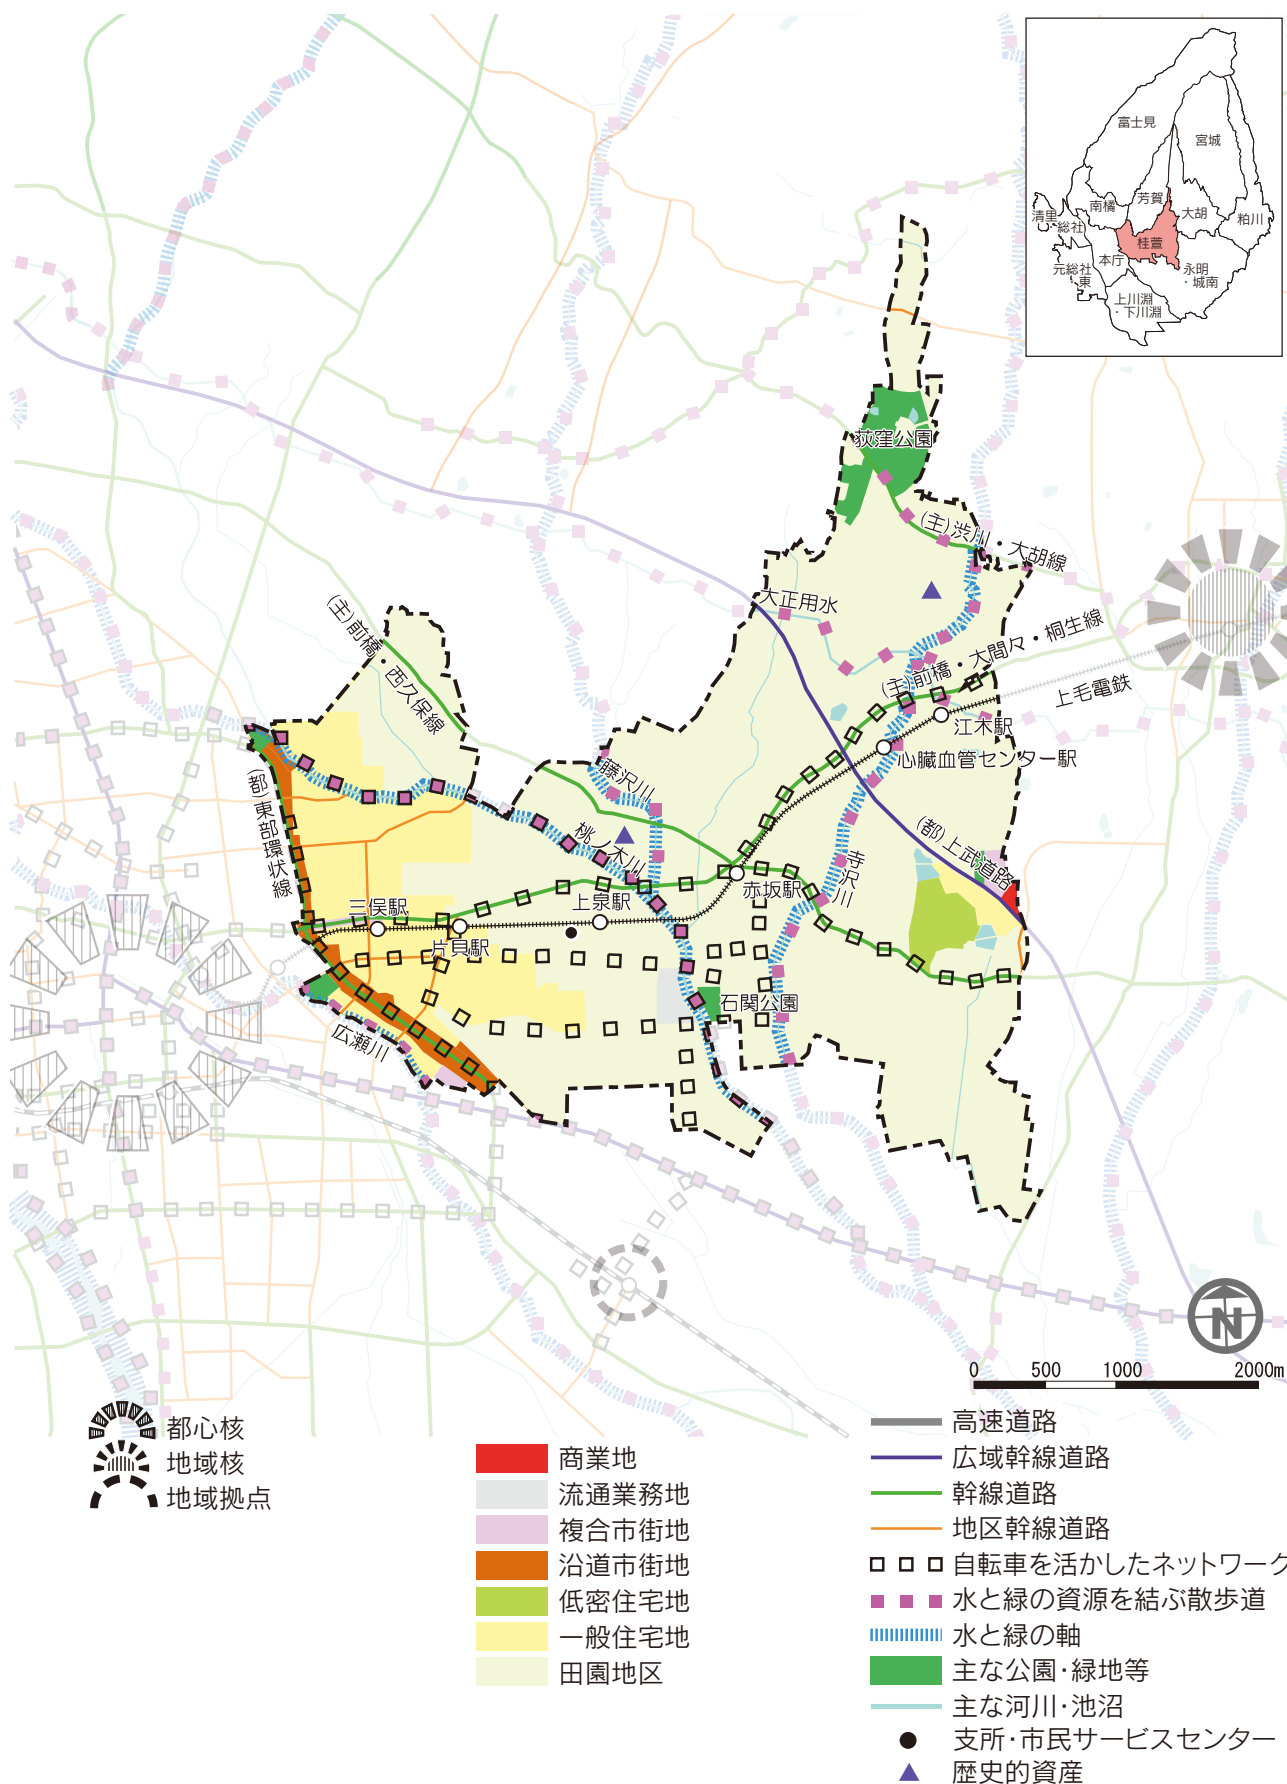 富士見
宮城
芳賀
南橘
大胡
清里
総社
粕川
桂萱
本庁
元総社
・東
永明
・城南
上川淵
・下川淵
荻窪公園
(主)渋川・大胡線
大正用水
(主)前橋・西久保線
(主)前橋・大間々・桐生線
上毛電鉄
江木駅
心臓血管センター駅
藤沢川
(都)東部環状線
桃ノ木川
(都)上武道路
寺沢川
赤坂駅
三俣駅
上泉駅
片貝駅
石関公園
広瀬川
N
0 500 1000 2000m
都心核
地域核
地域拠点
商業地
流通業務地
複合市街地
沿道市街地
低密住宅地
一般住宅地
田園地区
高速道路
広域幹線道路
幹線道路
地区幹線道路
自転車を活かしたネットワーク
水と緑の資源を結ぶ散歩道
水と緑の軸
主な公園・緑地等
主な河川・池沼
支所・市民サービスセンター
歴史的資産